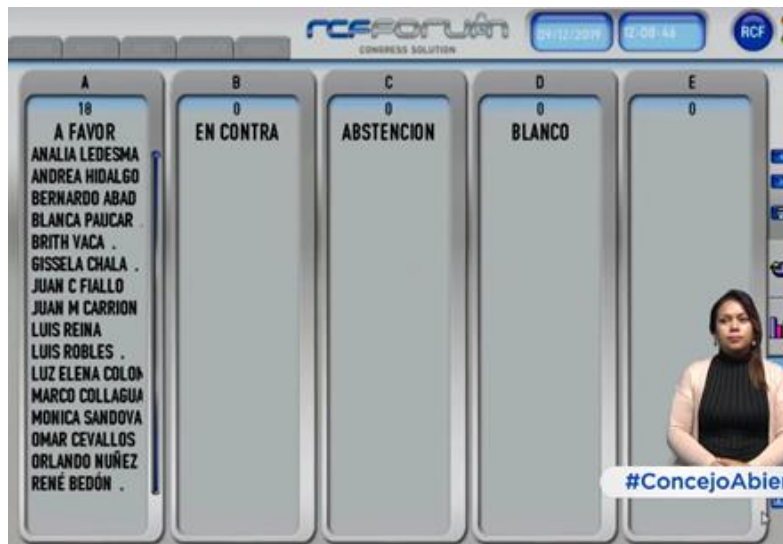 RCFFORUM
CONGRESS SOLUTION
09/12/2019
12-08-46
RCF
A
18
A FAVOR
ANALIA LEDESMA
ANDREA HIDALGO
BERNARDO ABAD
BLANCA PAUCAR .
BRITH VACA .
GISSELA CHALA .
JUAN C FIALLO
JUAN M CARRION
LUIS REINA
LUIS ROBLES .
LUZ ELENA COLOM
MARCO COLLAGUA
MONICA SANDOVA
OMAR CEVALLOS
ORLANDO NUÑEZ
RENÉ BEDÓN .
B
0
EN CONTRA
C
0
ABSTENCION
D
0
BLANCO
E
0
#ConcejoAbier